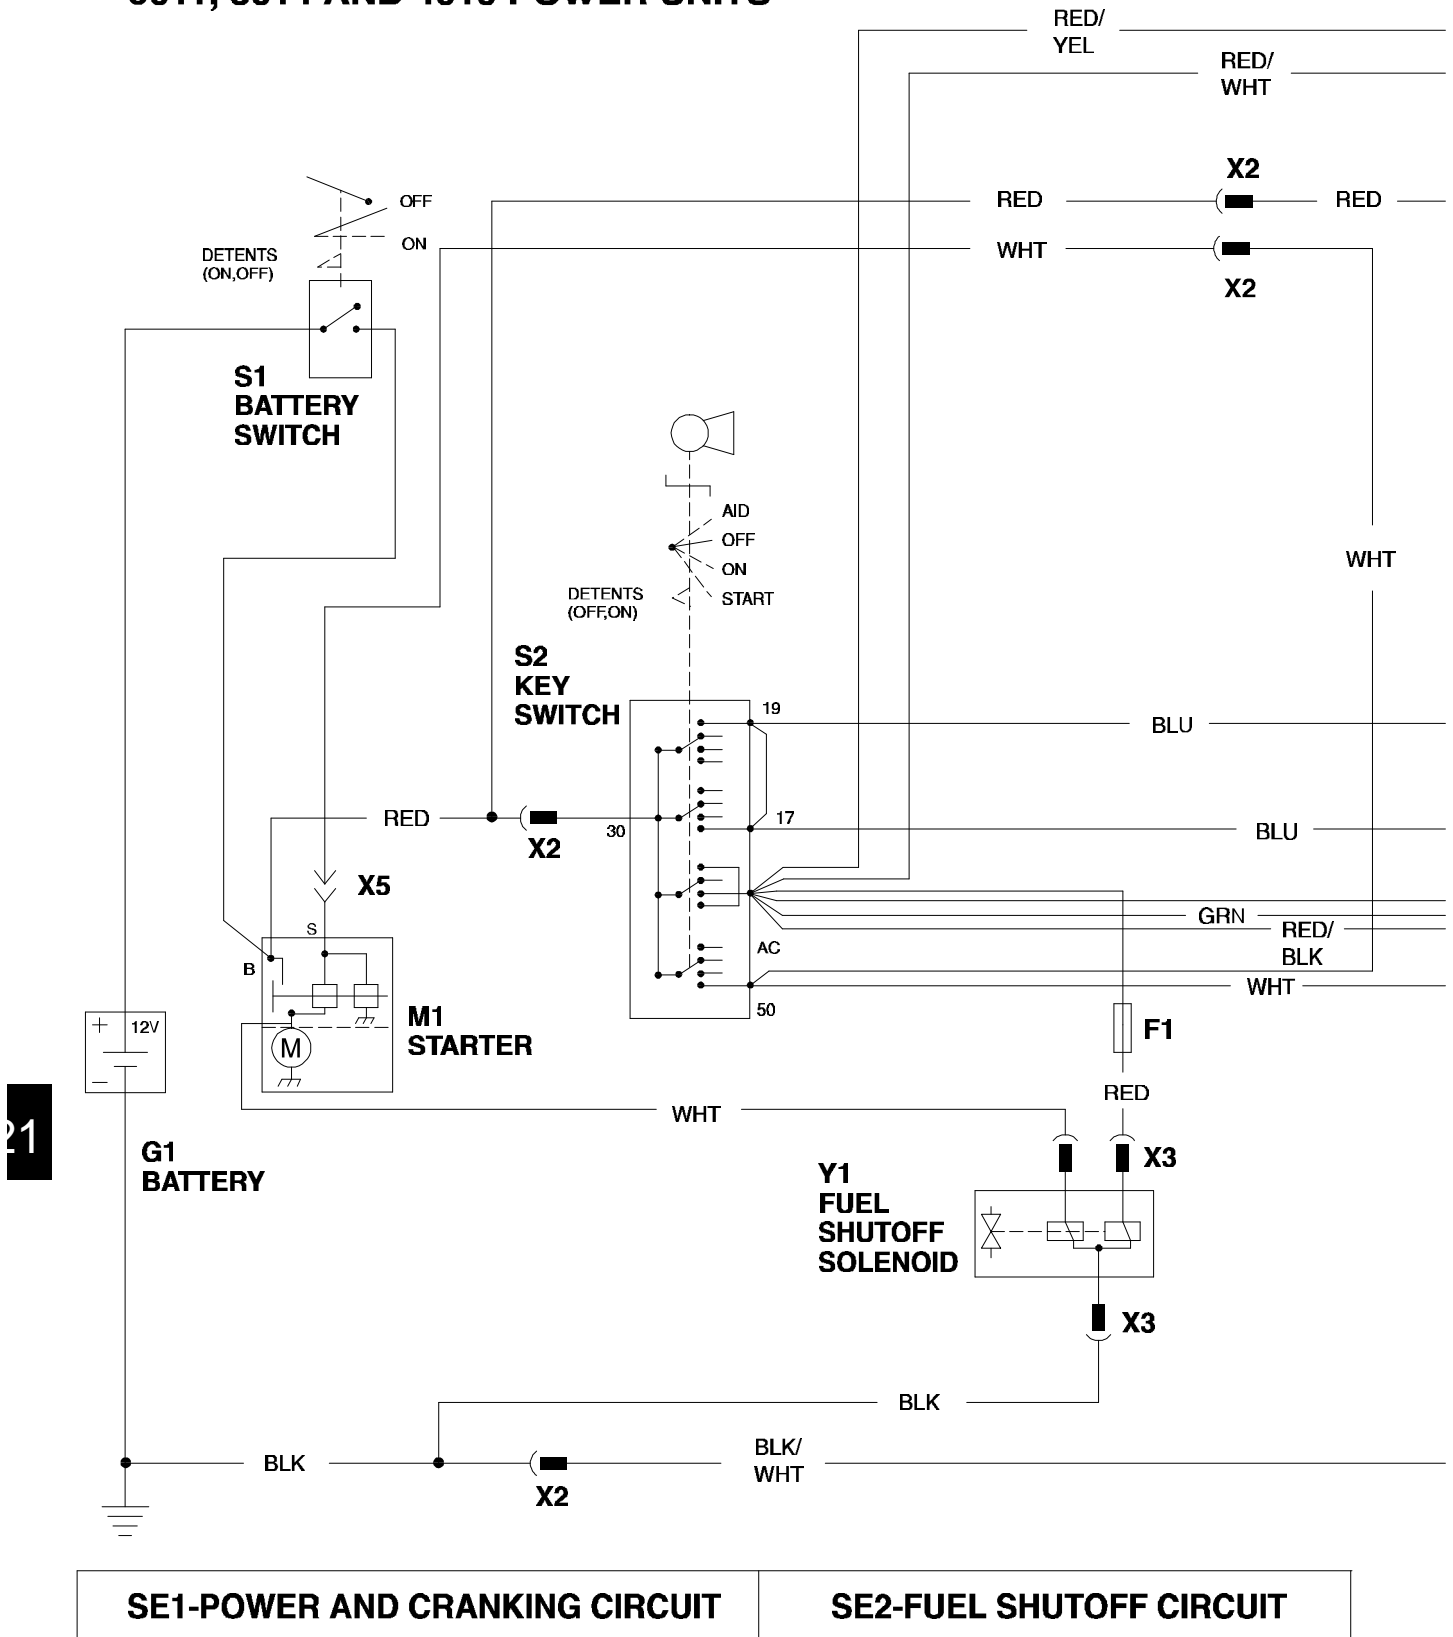 RED/
YEL
RED/
WHT
X2
RED
RED
WHT
X2
OFF
ON
DETENTS
(ON,OFF)
S1
BATTERY
SWITCH
AID
OFF
ON
START
DETENTS
(OFF,ON)
WHT
S2
KEY
SWITCH
19
BLU
RED
30
X2
17
BLU
X5
S
B
AC
GRN
RED/
BLK
WHT
50
M1
STARTER
M
+
12V
−
F1
RED
WHT
21
G1
BATTERY
X3
Y1
FUEL
SHUTOFF
SOLENOID
X3
BLK
BLK
X2
BLK/
WHT
SE1-POWER AND CRANKING CIRCUIT
SE2-FUEL SHUTOFF CIRCUIT